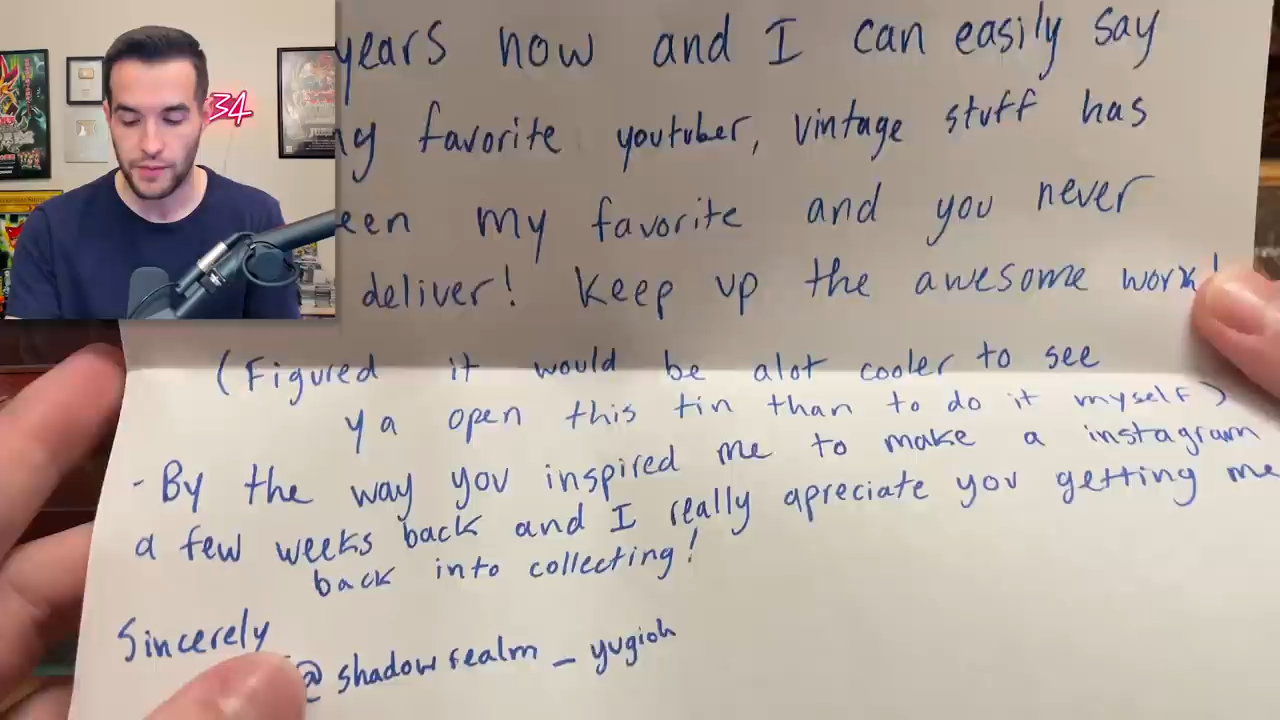 years now and I can easily say
favorite youtuber, vintage stuff has
my favorite and you never
deliver! Keep up the awesome work!
(Figured it would be alot cooler to see
ya open this tin than to do it myself)
- By the way you inspired me to make a instagram
a few weeks back and I really apreciate you getting me
back into collecting!
Sincerely
@shadowrealm_yugioh
34